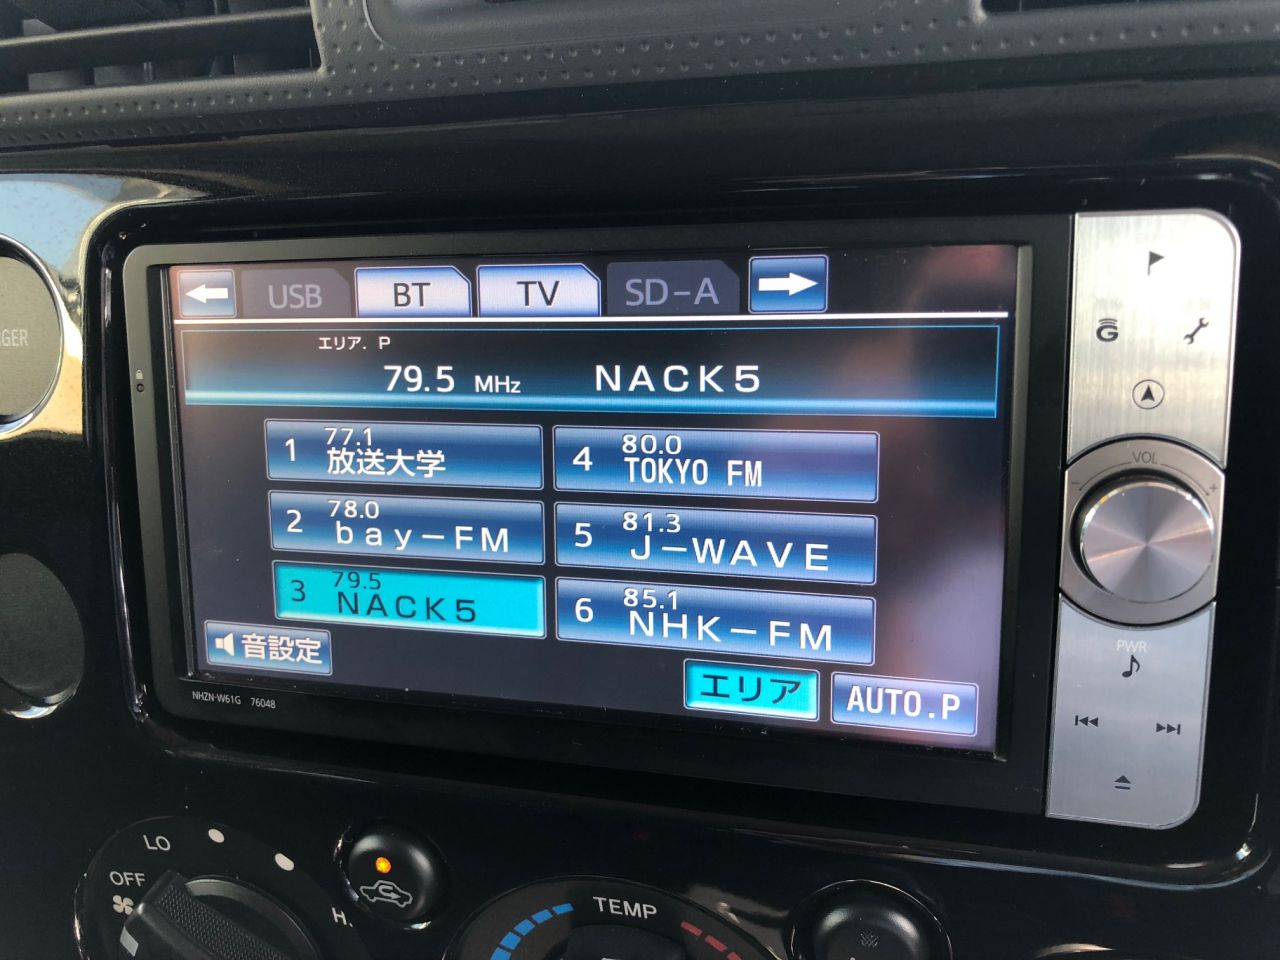 USB BT TV SD-A
エリア. P
79.5 MHz NACK5
1 77.1 放送大学
4 80.0 TOKYO FM
2 78.0 bay-FM
5 81.3 J-WAVE
3 79.5 NACK5
6 85.1 NHK-FM
音設定
エリア AUTO.P
NHZN-W61G 76048
G
VOL
- +
PWR
LO
OFF
TEMP